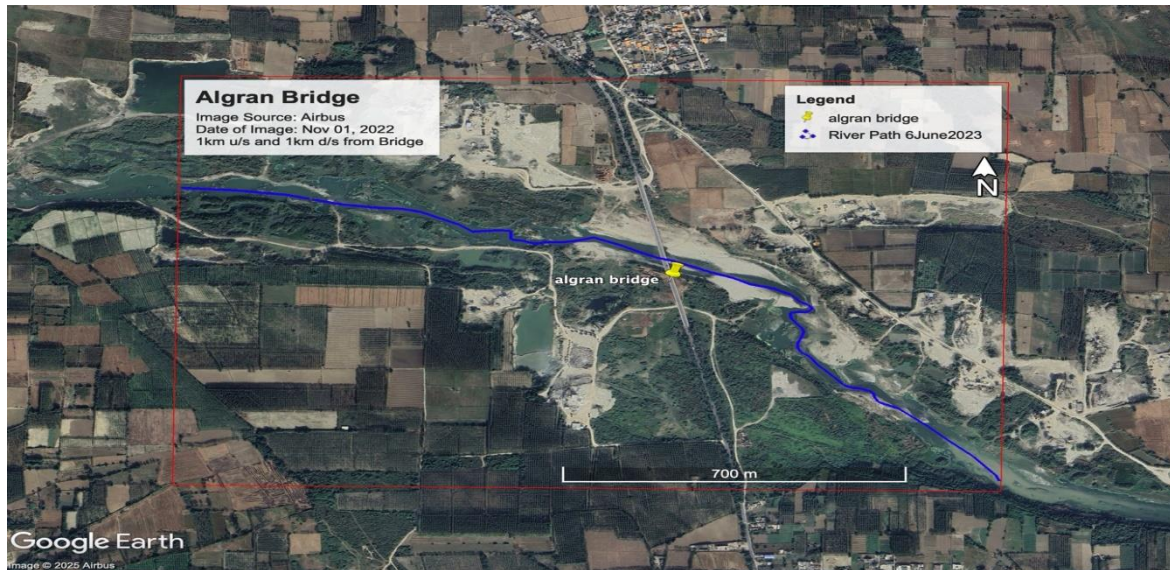 Algran Bridge
Image Source: Airbus
Date of Image: Nov 01, 2022
1km u/s and 1km d/s from Bridge
Legend
algran bridge
River Path 6June2023
N
algran bridge
700 m
Google Earth
Image © 2025 Airbus